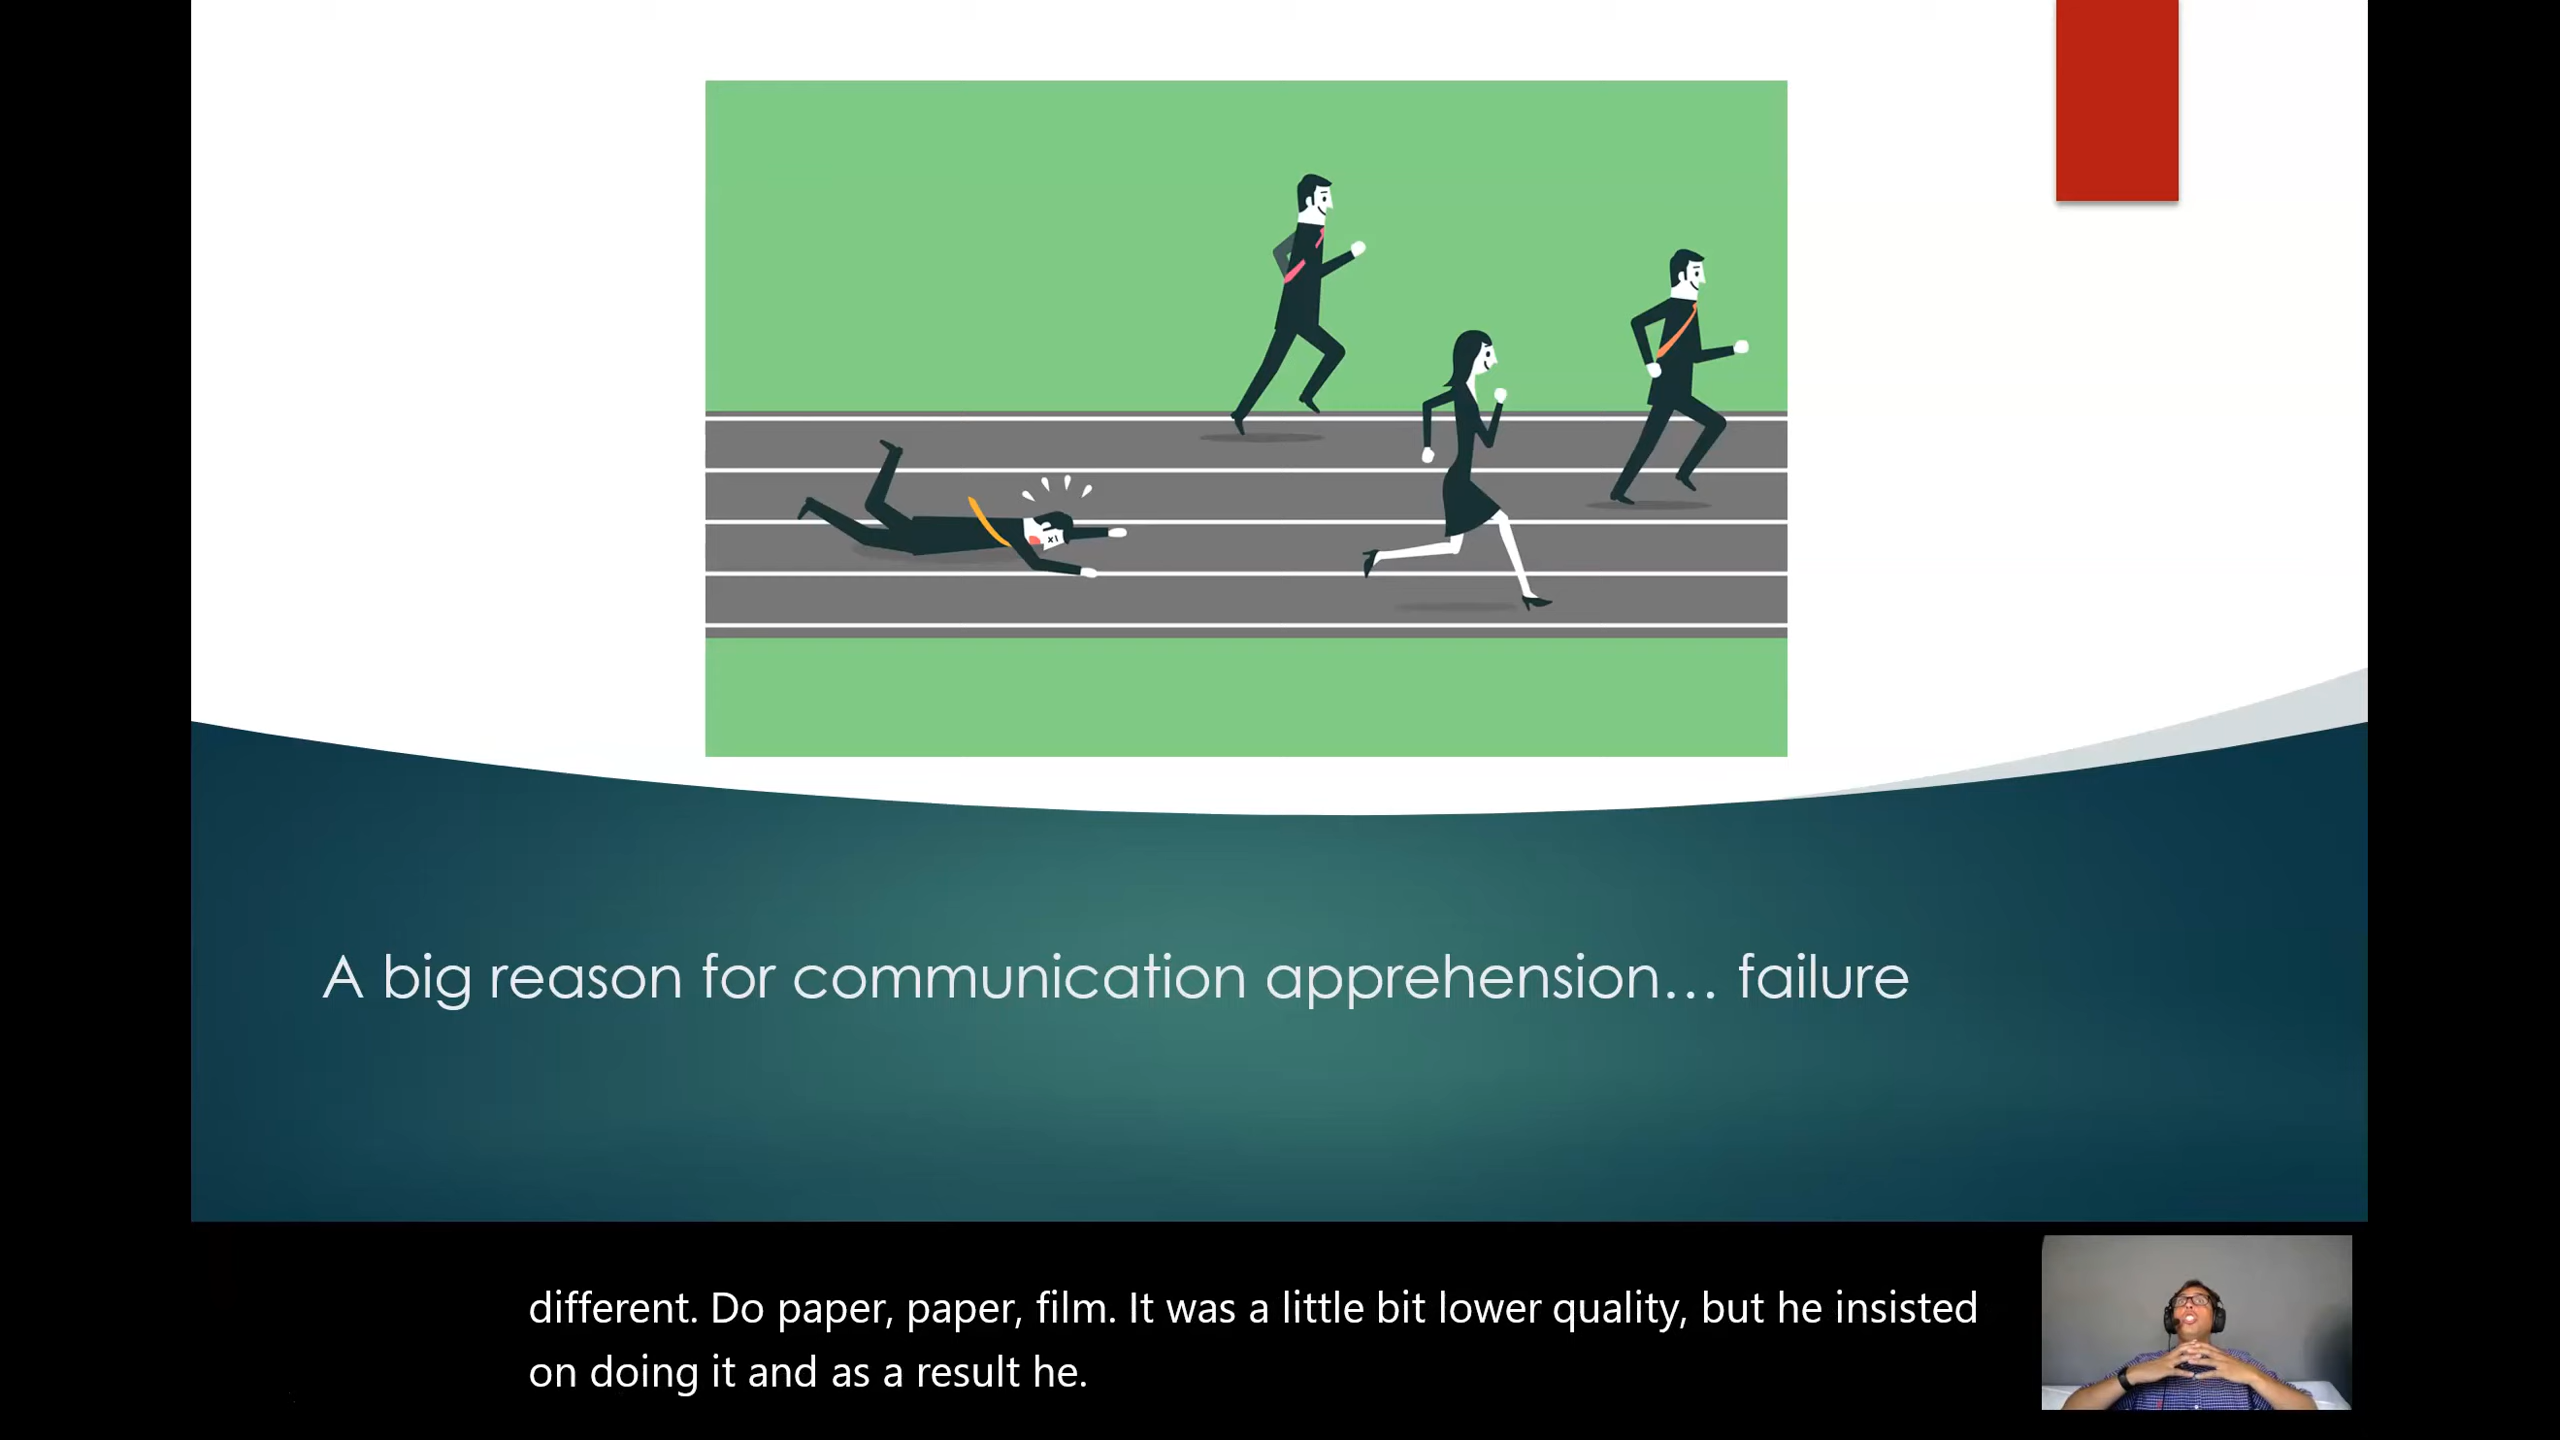 A big reason for communication apprehension… failure
different. Do paper, paper, film. It was a little bit lower quality, but he insisted
on doing it and as a result he.